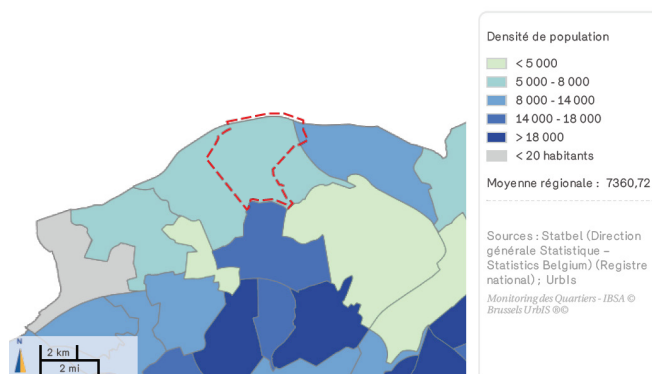 Densité de population
< 5 000
5 000 - 8 000
8 000 - 14 000
14 000 - 18 000
> 18 000
< 20 habitants
Moyenne régionale : 7360,72
Sources : Statbel (Direction
générale Statistique -
Statistics Belgium) (Registre
national) ; UrbIs
Monitoring des Quartiers - IBSA ©
Brussels UrbIS ®©
N
2 km
2 mi